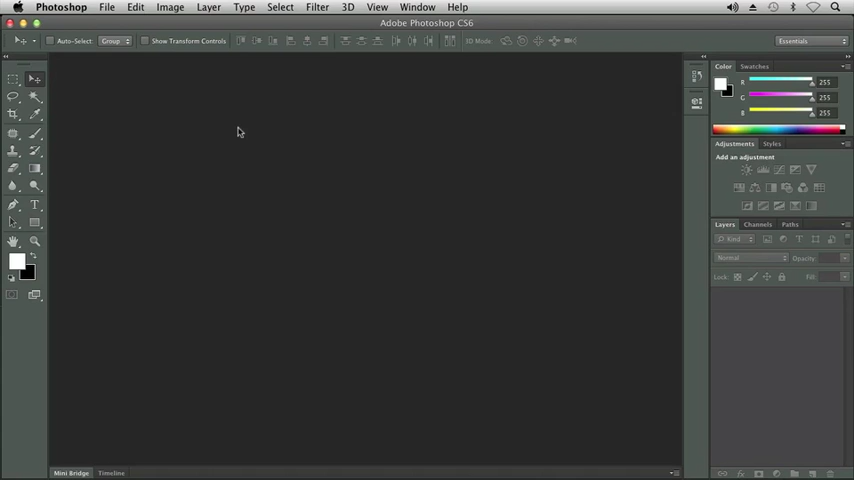 Photoshop File Edit Image Layer Type Select Filter 3D View Window Help
Adobe Photoshop CS6
Auto-Select: Group Show Transform Controls 3D Mode: Essentials
Color Swatches
R 255
G 255
B 255
Adjustments Styles
Add an adjustment
Layers Channels Paths
Kind
Normal Opacity:
Lock: Fill:
Mini Bridge Timeline